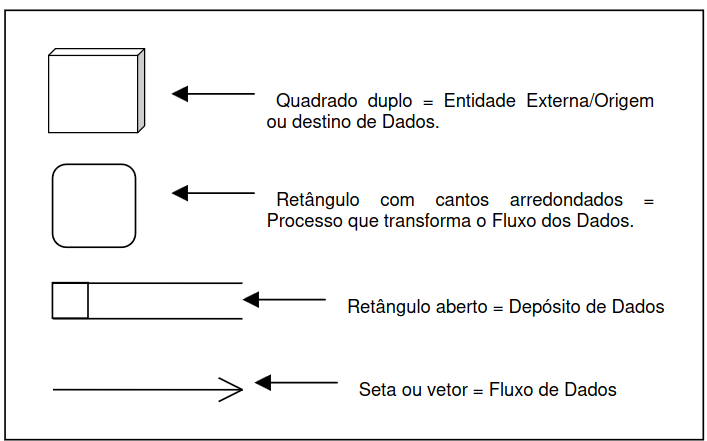 Quadrado duplo = Entidade Externa/Origem
ou destino de Dados.
Retângulo com cantos arredondados =
Processo que transforma o Fluxo dos Dados.
Retângulo aberto = Depósito de Dados
Seta ou vetor = Fluxo de Dados